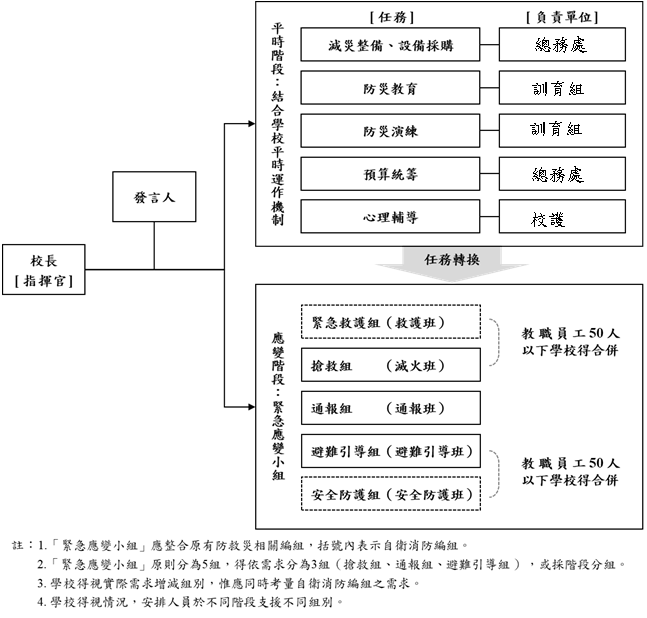 [任務] [負責單位]
平時階段：結合學校平時運作機制
減災整備、設備採購 總務處
防災教育 訓育組
防災演練 訓育組
預算統籌 總務處
心理輔導 校護
發言人
校長
[指揮官]
任務轉換
應變階段：緊急應變小組
緊急救護組（救護班）
搶救組 （滅火班）
教職員工50人
以下學校得合併
通報組 （通報班）
避難引導組（避難引導班）
安全防護組（安全防護班）
教職員工50人
以下學校得合併
註：1.「緊急應變小組」應整合原有防救災相關編組，括號內表示自衛消防編組。
2.「緊急應變小組」原則分為5組，得依需求分為3組（搶救組、通報組、避難引導組），或採階段分組。
3.學校得視實際需求增減組別，惟應同時考量自衛消防編組之需求。
4.學校得視情況，安排人員於不同階段支援不同組別。